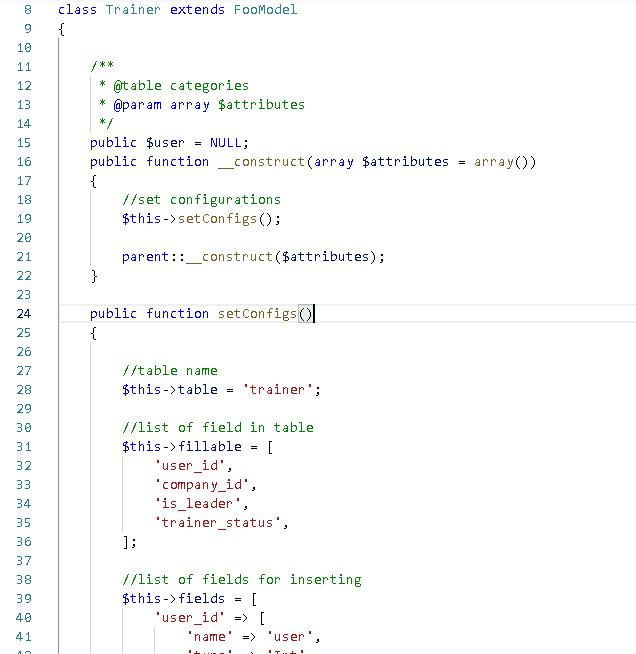 8 class Trainer extends FooModel
9 {
10
11 /**
12 * @table categories
13 * @param array $attributes
14 */
15 public $user = NULL;
16 public function __construct(array $attributes = array())
17 {
18 //set configurations
19 $this->setConfigs();
20
21 parent::__construct($attributes);
22 }
23
24 public function setConfigs()
25 {
26
27 //table name
28 $this->table = 'trainer';
29
30 //list of field in table
31 $this->fillable = [
32 'user_id',
33 'company_id',
34 'is_leader',
35 'trainer_status',
36 ];
37
38 //list of fields for inserting
39 $this->fields = [
40 'user_id' => [
41 'name' => 'user',